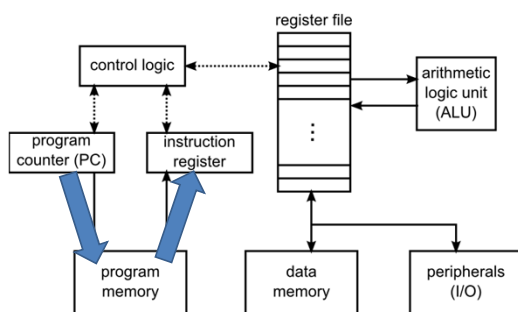 register file
control logic
arithmetic
logic unit
(ALU)
program
counter (PC)
instruction
register
program
memory
data
memory
peripherals
(I/O)